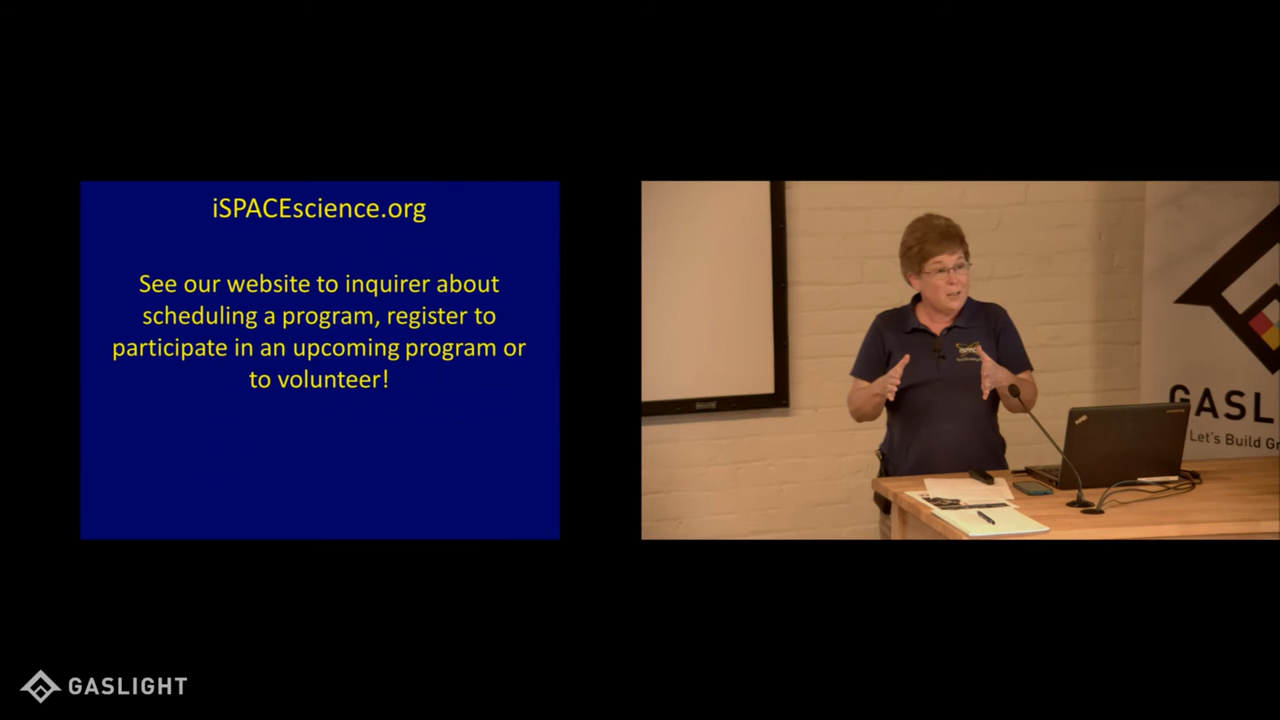 iSPACEscience.org
See our website to inquirer about
scheduling a program, register to
participate in an upcoming program or
to volunteer!
iSPACE
GASL
Let's Build Gr
GASLIGHT